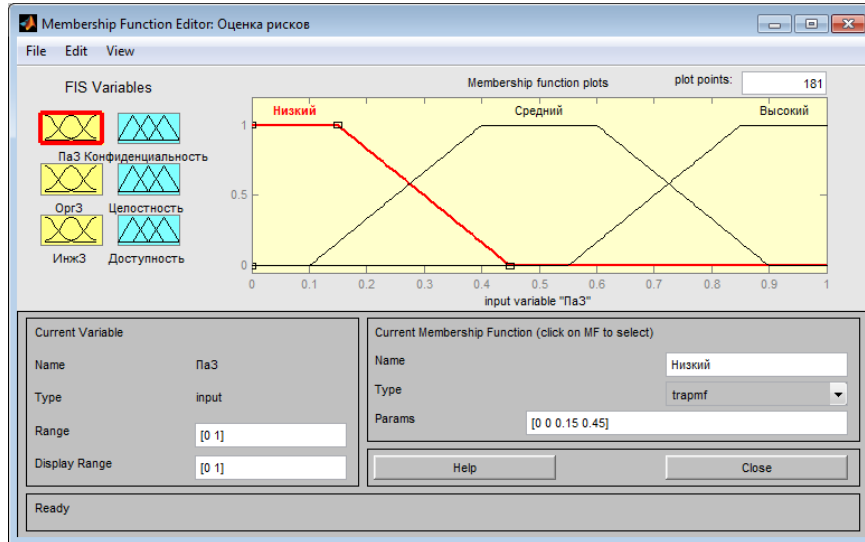 Membership Function Editor: Оценка рисков
File Edit View
FIS Variables
Membership function plots
plot points: 181
ПаЗ Конфиденциальность
ОргЗ Целостность
ИнжЗ Доступность
Низкий Средний Высокий
1
0.5
0
0 0.1 0.2 0.3 0.4 0.5 0.6 0.7 0.8 0.9 1
input variable "ПаЗ"
Current Variable
Name ПаЗ
Type input
Range [0 1]
Display Range [0 1]
Current Membership Function (click on MF to select)
Name Низкий
Type trapmf
Params [0 0 0.15 0.45]
Help Close
Ready